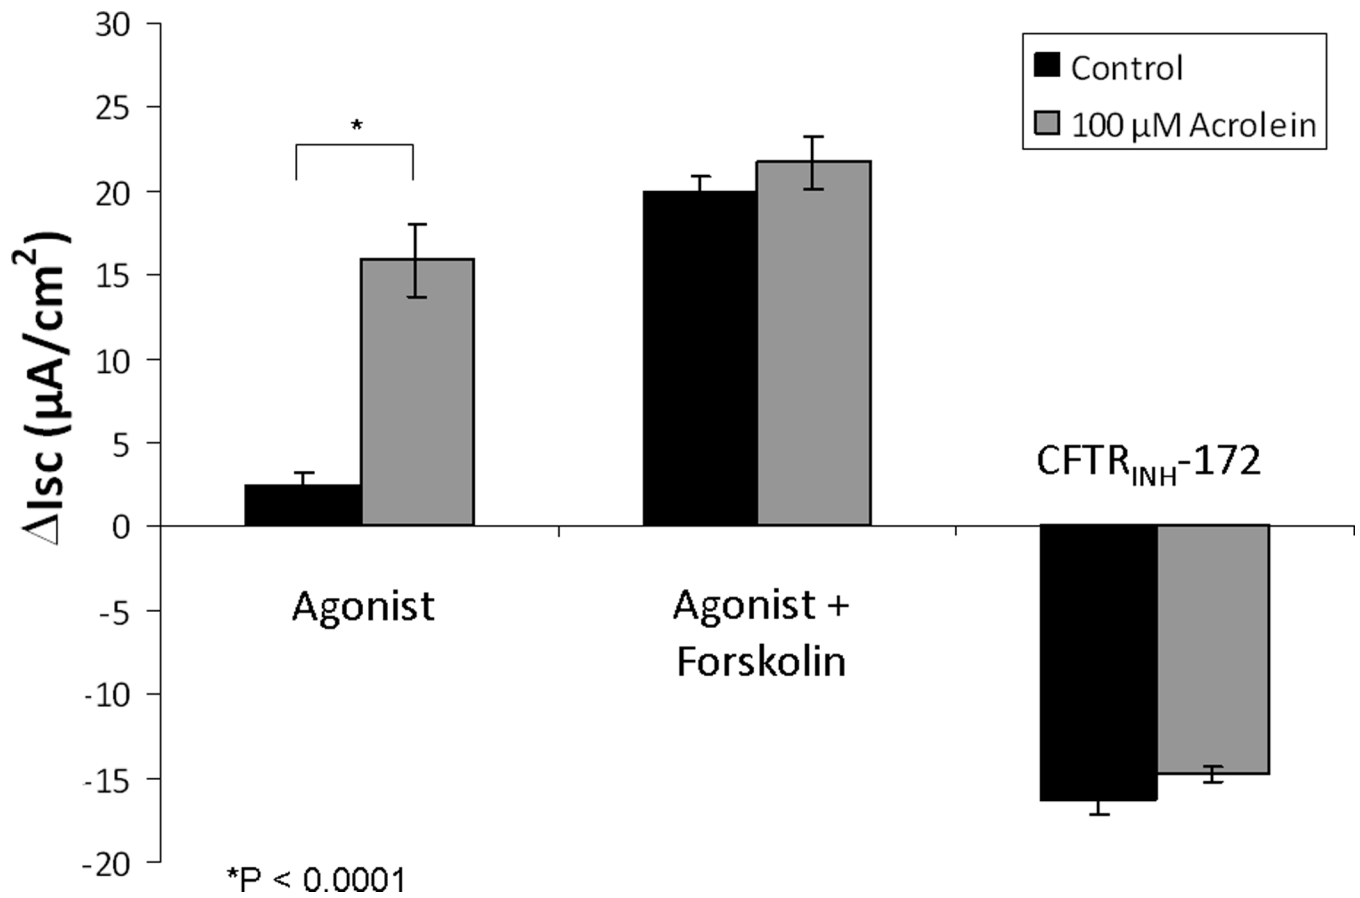 30
25
20
15
10
5
0
-5
-10
-15
-20
ΔIsc (µA/cm²)
*
Control
100 µM Acrolein
Agonist
Agonist +
Forskolin
CFTR_INH-172
*P < 0.0001